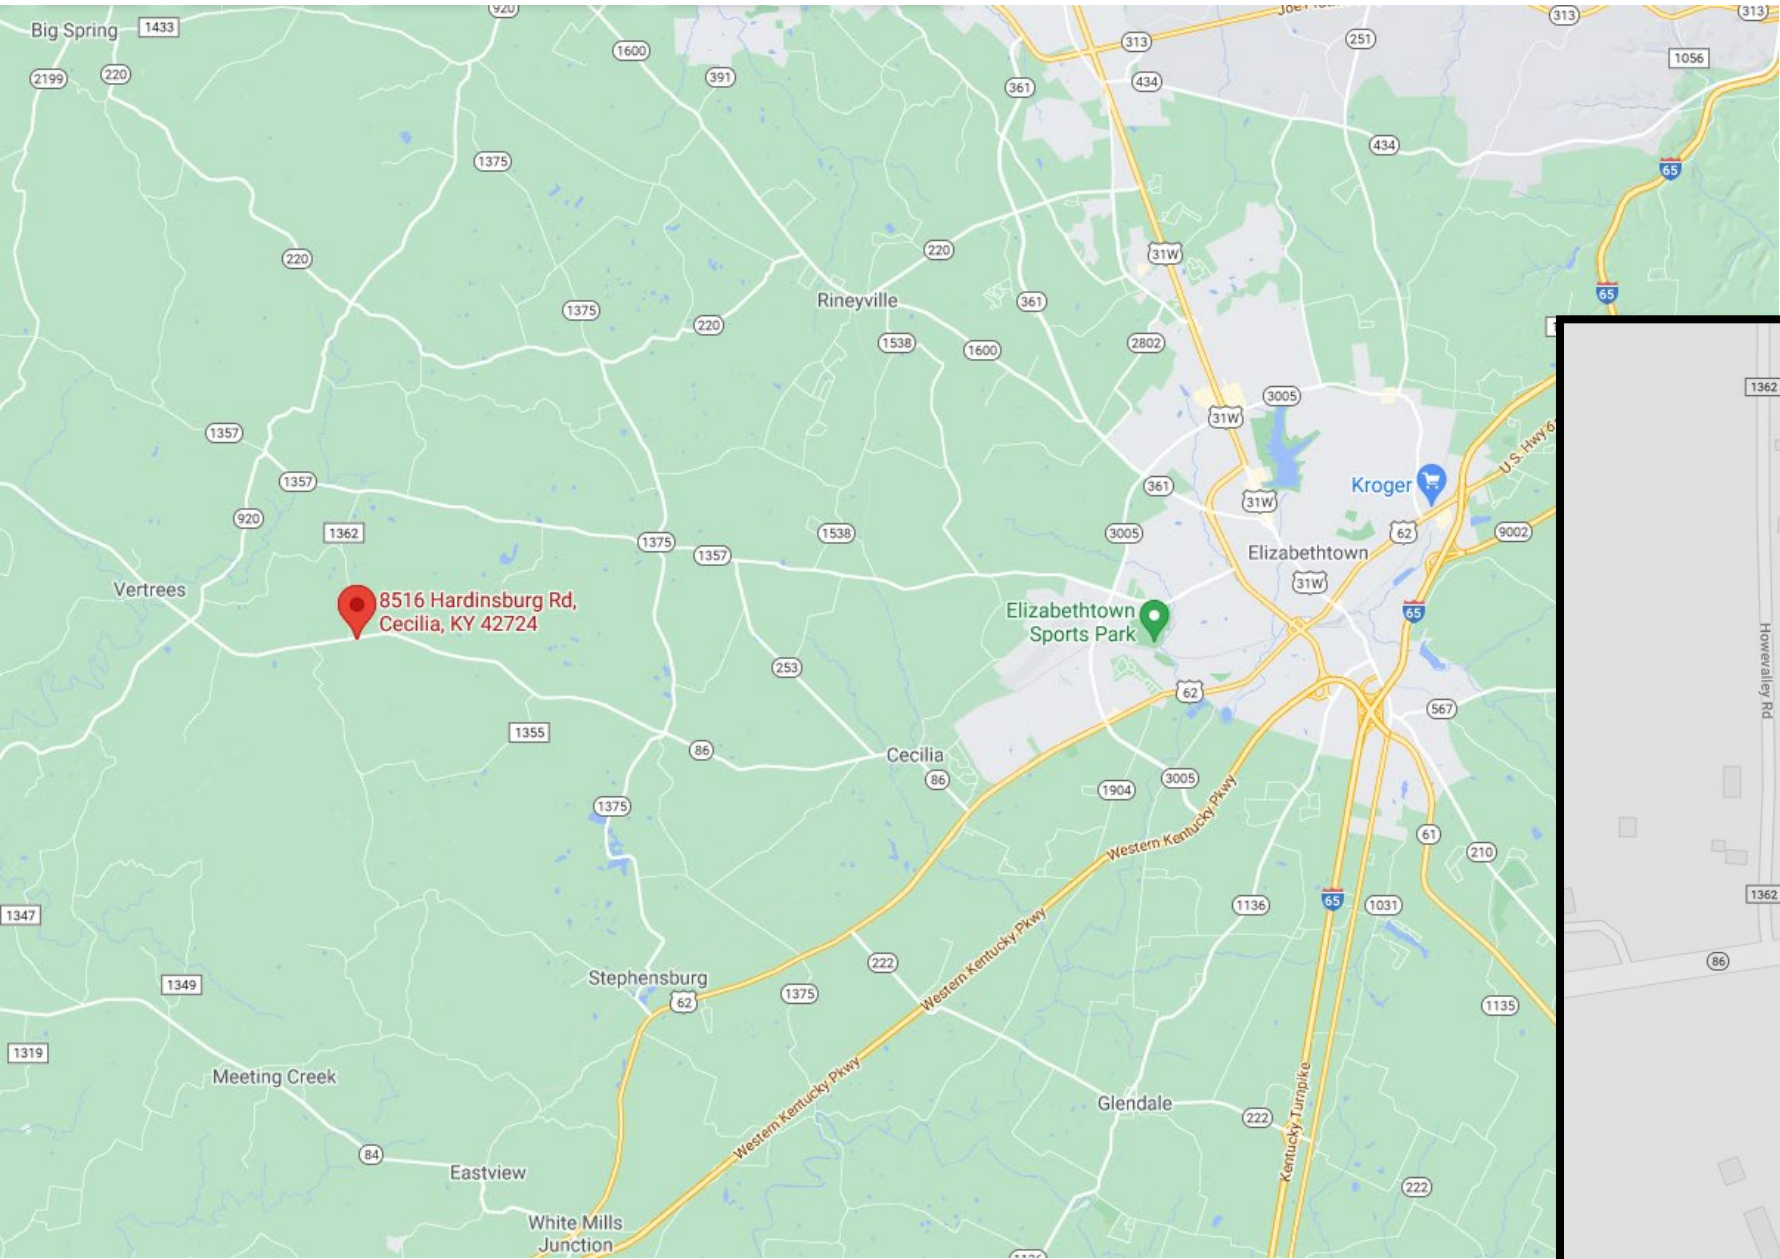 920
Joe
313
313
Big Spring
1433
1600
251
313
1056
2199
220
391
361
434
434
1375
65
220
31W
220
65
Rineyville
361
1375
220
1538
1600
2802
3005
1362
31W
1357
1357
361
31W
Kroger
U.S. Hwy 6
920
1362
1375
1357
1538
3005
62
9002
Elizabethtown
31W
Vertrees
8516 Hardinsburg Rd,
Cecilia, KY 42724
Elizabethtown
Sports Park
65
253
Howevalley Rd
62
567
1355
86
Cecilia
86
1375
1904
3005
Western Kentucky Pkwy
61
210
1362
1347
1136
65
1031
Western Kentucky Pkwy
222
86
Stephensburg
1349
62
1375
1135
1319
Meeting Creek
Western Kentucky Pkwy
Glendale
222
Kentucky Turnpike
84
Eastview
222
White Mills
Junction